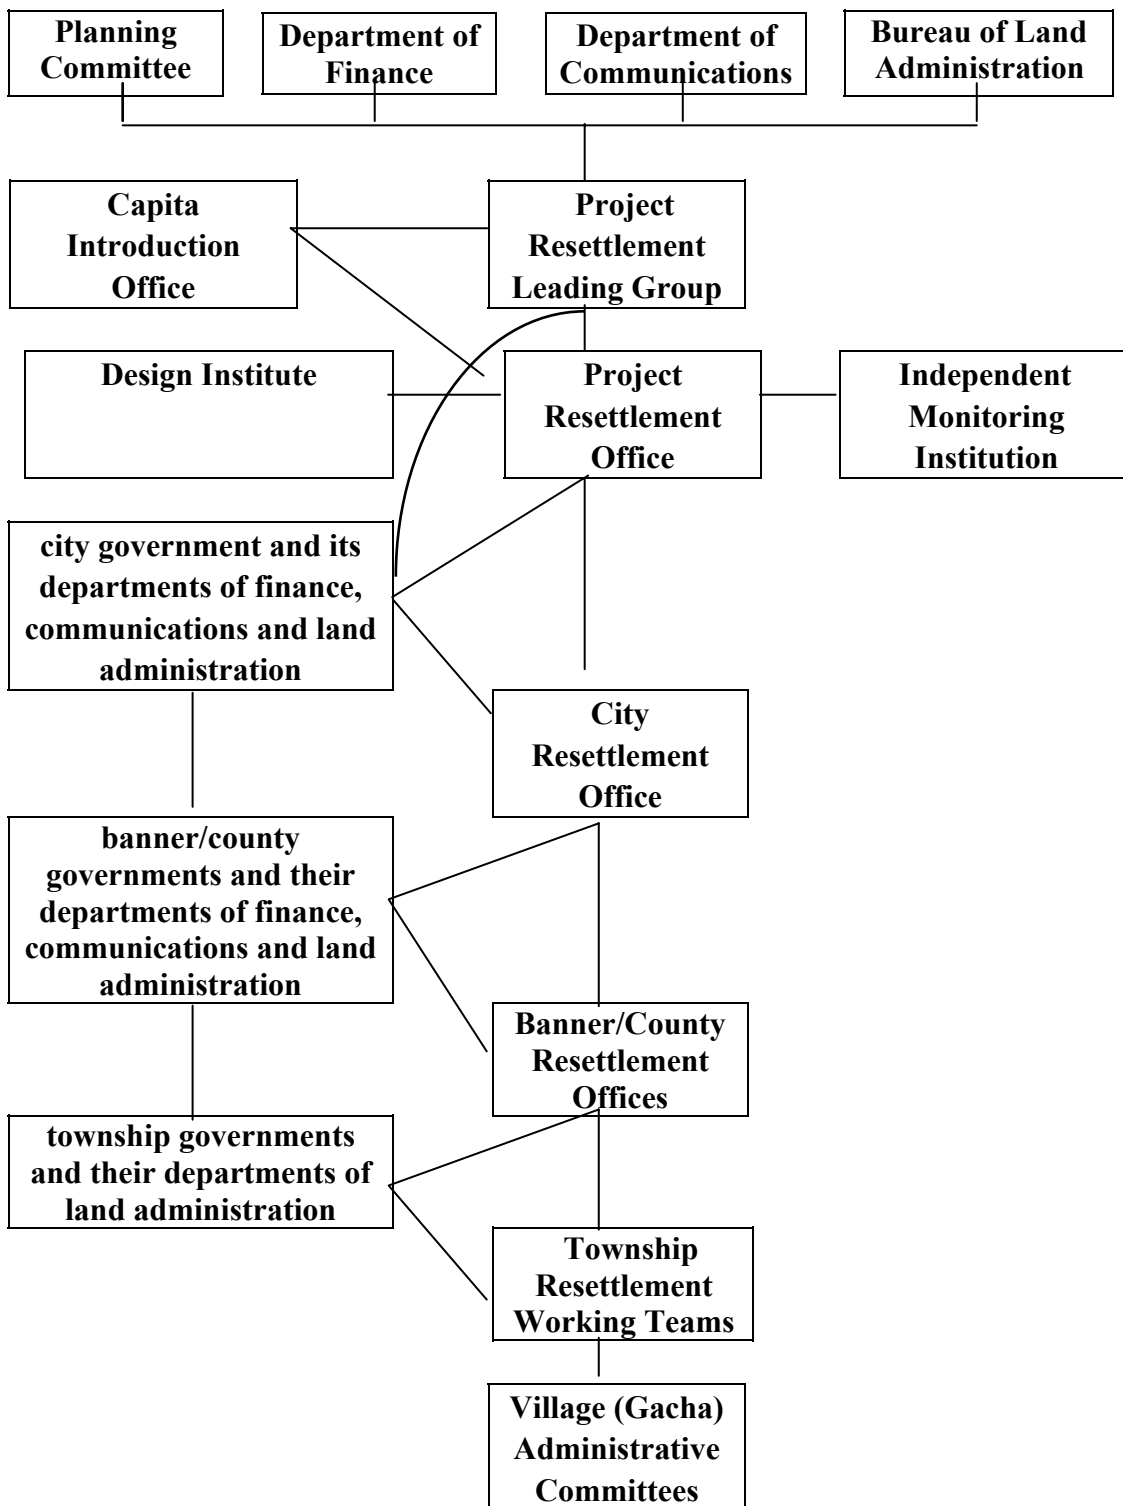 Planning
Committee
Department of
Finance
Department of
Communications
Bureau of Land
Administration
Capita
Introduction
Office
Project
Resettlement
Leading Group
Design Institute
Project
Resettlement
Office
Independent
Monitoring
Institution
city government and its
departments of finance,
communications and land
administration
City
Resettlement
Office
banner/county
governments and their
departments of finance,
communications and land
administration
Banner/County
Resettlement
Offices
township governments
and their departments of
land administration
Township
Resettlement
Working Teams
Village (Gacha)
Administrative
Committees